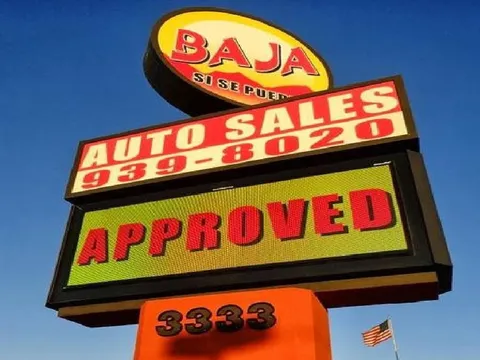 BAJA
SI SE
AUTO SALES
939-8020
APPROVED
3333